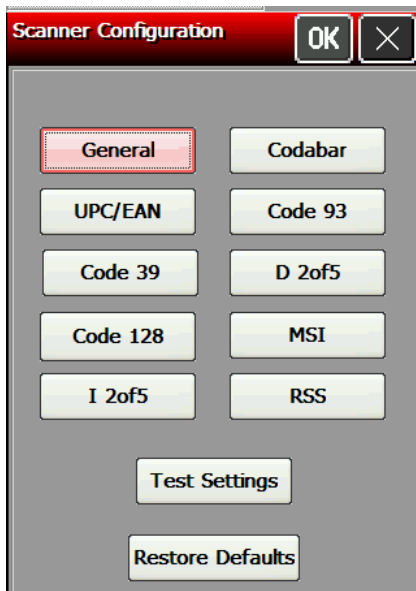 Scanner Configuration OK
General Codabar
UPC/EAN Code 93
Code 39 D 2of5
Code 128 MSI
I 2of5 RSS
Test Settings
Restore Defaults